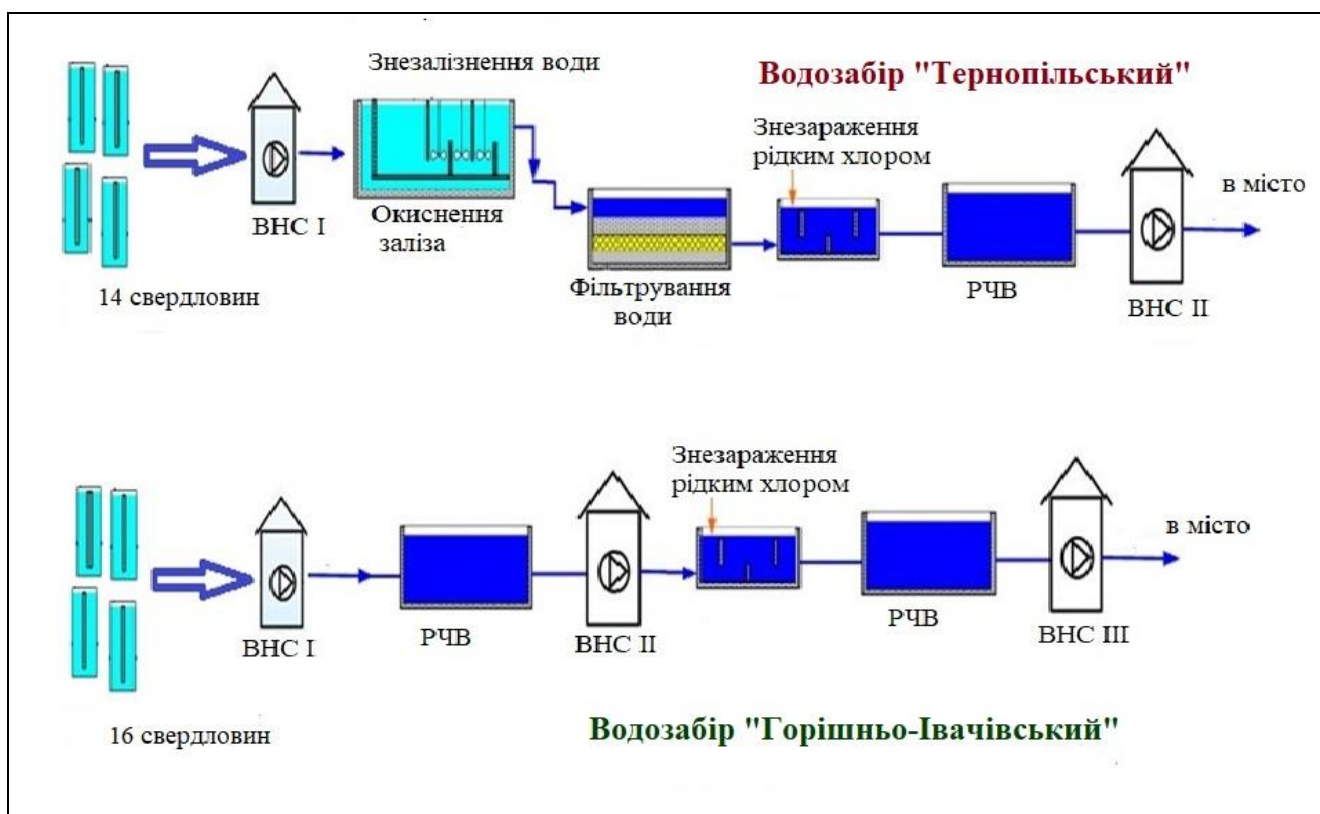 Знезалізнення води
Водозабір "Тернопільський"
Знезараження
рідким хлором
в місто
ВНС І
Окиснення
заліза
14 свердловин
Фільтрування
води
РЧВ
ВНС ІІ
Знезараження
рідким хлором
в місто
ВНС І
РЧВ
ВНС ІІ
РЧВ
ВНС ІІІ
16 свердловин
Водозабір "Горішньо-Івачівський"